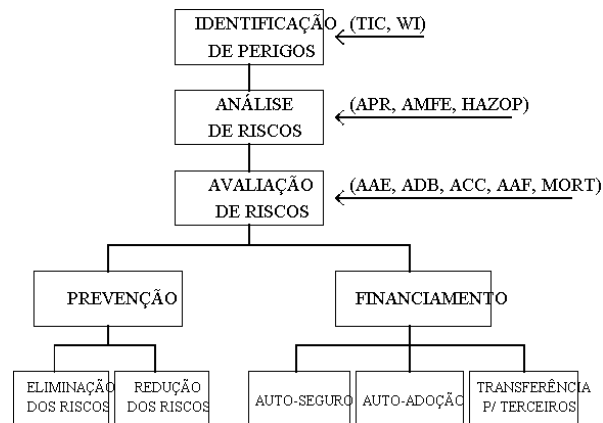 IDENTIFICAÇÃO (TIC, WI)
DE PERIGOS
ANÁLISE (APR, AMFE, HAZOP)
DE RISCOS
AVALIAÇÃO (AAE, ADB, ACC, AAF, MORT)
DE RISCOS
PREVENÇÃO
FINANCIAMENTO
ELIMINAÇÃO
DOS RISCOS
REDUÇÃO
DOS RISCOS
AUTO-SEGURO
AUTO-ADOÇÃO
TRANSFERÊNCIA
P/ TERCEIROS